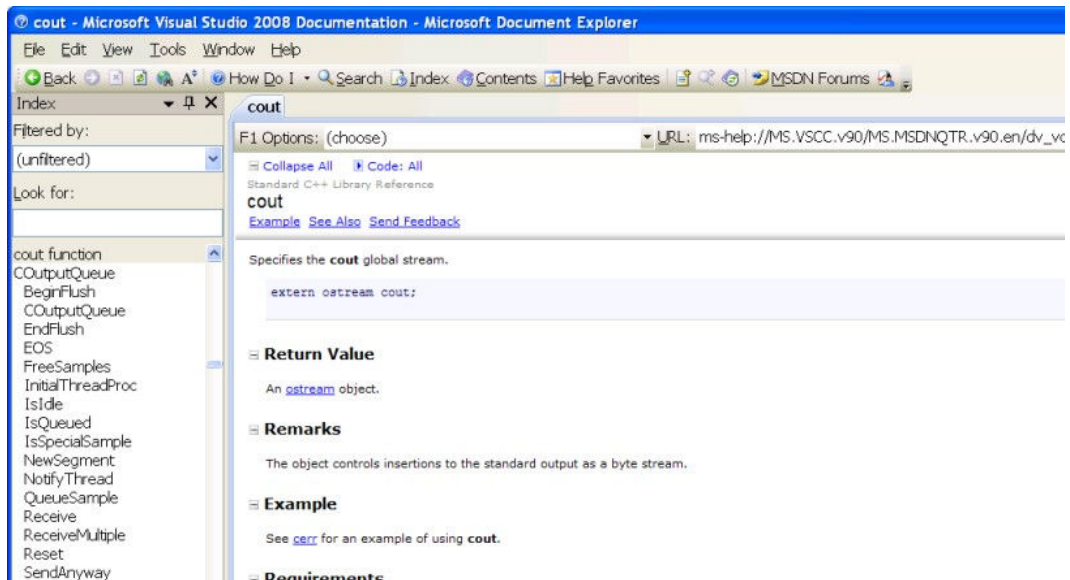 cout - Microsoft Visual Studio 2008 Documentation - Microsoft Document Explorer
File Edit View Tools Window Help
Back How Do I Search Index Contents Help Favorites MSDN Forums
Index
cout
Filtered by:
F1 Options: (choose) URL: ms-help://MS.VSCC.v90/MS.MSDNQTR.v90.en/dv_vc
(unfiltered)
Collapse All Code: All
Standard C++ Library Reference
Look for:
cout
Example See Also Send Feedback
cout function
COutputQueue
BeginFlush
COutputQueue
EndFlush
EOS
FreeSamples
InitialThreadProc
IsIdle
IsQueued
IsSpecialSample
NewSegment
NotifyThread
QueueSample
Receive
ReceiveMultiple
Reset
SendAnyway
Specifies the cout global stream.
extern ostream cout;
Return Value
An ostream object.
Remarks
The object controls insertions to the standard output as a byte stream.
Example
See cerr for an example of using cout.
Requirements